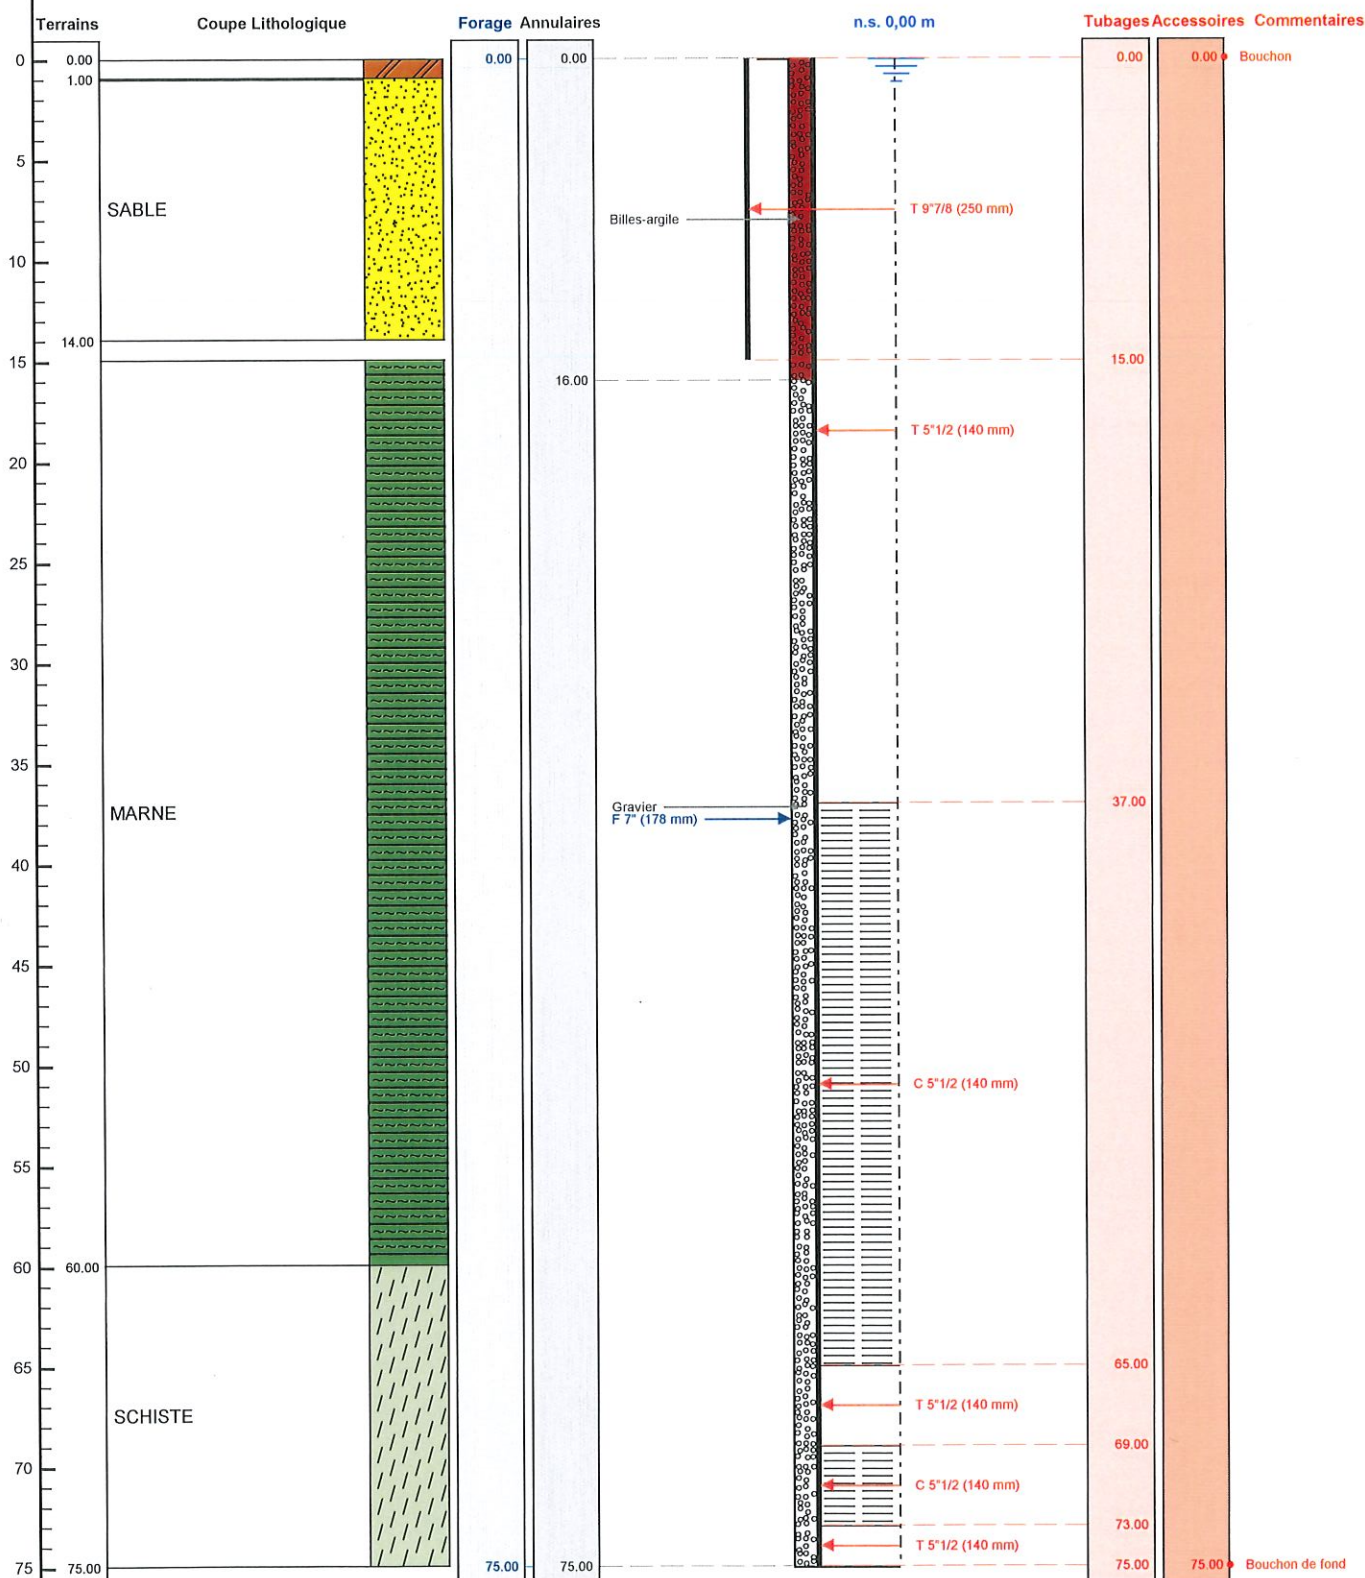 Terrains Coupe Lithologique Forage Annulaires n.s. 0,00 m Tubages Accessoires Commentaires
0 0.00 0.00 0.00 0.00 0.00 Bouchon
1.00
5
SABLE T 9"7/8 (250 mm)
Billes-argile
10
14.00
15 15.00
16.00
T 5"1/2 (140 mm)
20
25
30
35
37.00
Gravier
MARNE F 7" (178 mm)
40
45
50
C 5"1/2 (140 mm)
55
60 60.00
65 65.00
T 5"1/2 (140 mm)
SCHISTE
69.00
70
C 5"1/2 (140 mm)
73.00
T 5"1/2 (140 mm)
75 75.00 75.00 75.00 75.00 75.00 Bouchon de fond